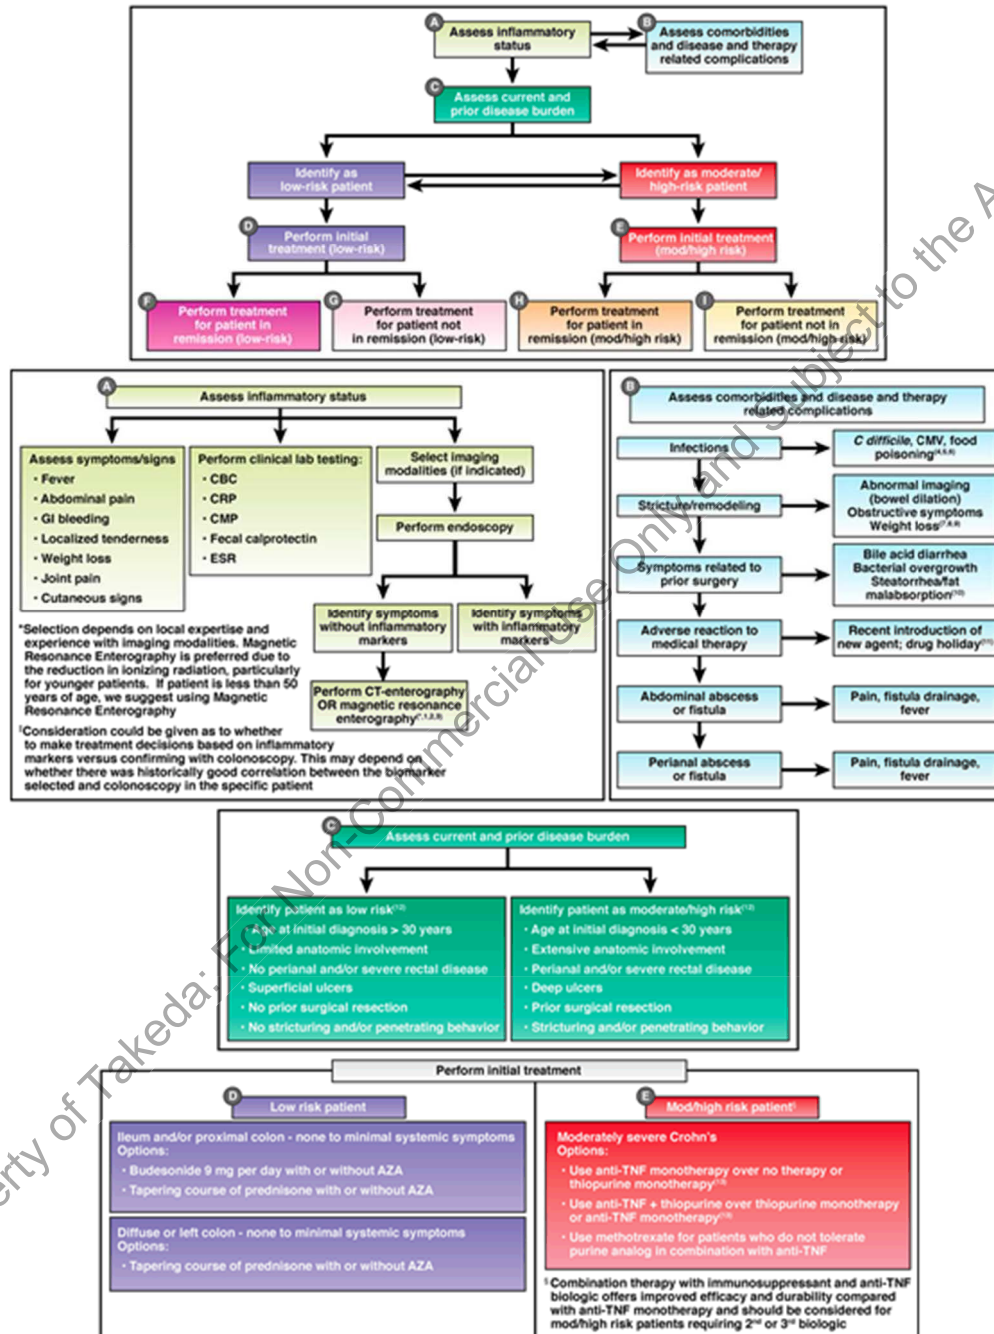 A
Assess inflammatory
status
B
Assess comorbidities
and disease and therapy
related complications
C
Assess current and
prior disease burden
Identify as
low-risk patient
Identify as moderate/
high-risk patient
D
Perform initial
treatment (low-risk)
E
Perform initial treatment
(mod/high risk)
F
Perform treatment
for patient in
remission (low-risk)
G
Perform treatment
for patient not
in remission (low-risk)
H
Perform treatment
for patient in
remission (mod/high risk)
I
Perform treatment
for patient not in
remission (mod/high risk)
A
Assess inflammatory status
Assess symptoms/signs
· Fever
· Abdominal pain
· GI bleeding
· Localized tenderness
· Weight loss
· Joint pain
· Cutaneous signs
Perform clinical lab testing:
· CBC
· CRP
· CMP
· Fecal calprotectin
· ESR
Select imaging
modalities (if indicated)
Perform endoscopy
Identify symptoms
without inflammatory
markers
Identify symptoms
with inflammatory
markers
Perform CT-enterography
OR magnetic resonance
enterography
*Selection depends on local expertise and
experience with imaging modalities. Magnetic
Resonance Enterography is preferred due to
the reduction in ionizing radiation, particularly
for younger patients. If patient is less than 50
years of age, we suggest using Magnetic
Resonance Enterography
Consideration could be given as to whether
to make treatment decisions based on inflammatory
markers versus confirming with colonoscopy. This may depend on
whether there was historically good correlation between the biomarker
selected and colonoscopy in the specific patient
B
Assess comorbidities and disease and therapy
related complications
Infections
C difficile, CMV, food
poisoning
Stricture/remodeling
Abnormal imaging
(bowel dilation)
Obstructive symptoms
Weight loss
Symptoms related to
prior surgery
Bile acid diarrhea
Bacterial overgrowth
Steatorrhea/fat
malabsorption(10)
Adverse reaction to
medical therapy
Recent introduction of
new agent; drug holiday(11)
Abdominal abscess
or fistula
Pain, fistula drainage,
fever
Perianal abscess
or fistula
Pain, fistula drainage,
fever
C
Assess current and prior disease burden
Identify patient as low risk(12)
· Age at initial diagnosis > 30 years
· Limited anatomic involvement
· No perianal and/or severe rectal disease
· Superficial ulcers
· No prior surgical resection
· No stricturing and/or penetrating behavior
Identify patient as moderate/high risk(12)
· Age at initial diagnosis < 30 years
· Extensive anatomic involvement
· Perianal and/or severe rectal disease
· Deep ulcers
· Prior surgical resection
· Stricturing and/or penetrating behavior
Perform initial treatment
D
Low risk patient
Ileum and/or proximal colon - none to minimal systemic symptoms
Options:
· Budesonide 9 mg per day with or without AZA
· Tapering course of prednisone with or without AZA
Diffuse or left colon - none to minimal systemic symptoms
Options:
· Tapering course of prednisone with or without AZA
E
Mod/high risk patient§
Moderately severe Crohn's
Options:
· Use anti-TNF monotherapy over no therapy or
thiopurine monotherapy(13)
· Use anti-TNF + thiopurine over thiopurine monotherapy
or anti-TNF monotherapy(13)
· Use methotrexate for patients who do not tolerate
purine analog in combination with anti-TNF
§Combination therapy with immunosuppressant and anti-TNF
biologic offers improved efficacy and durability compared
with anti-TNF monotherapy and should be considered for
mod/high risk patients requiring 2nd or 3rd biologic
erty of Takeda: For Non-Commercial Use Only and Subject to the A